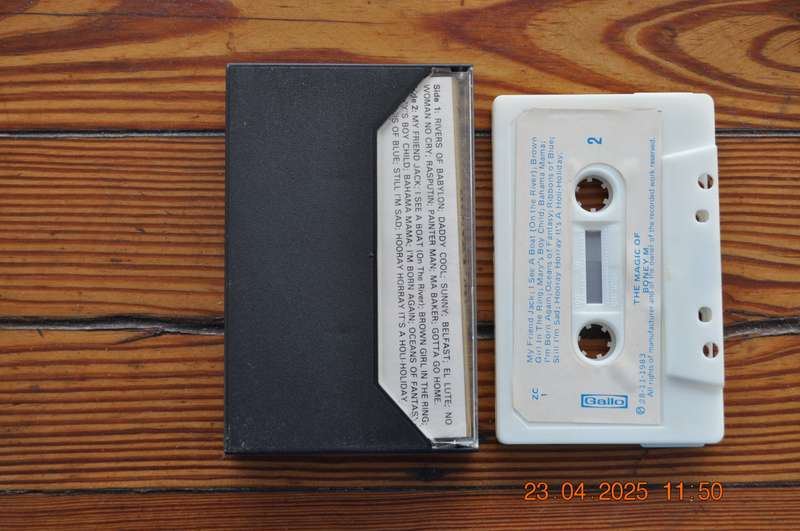 Side 1: RIVERS OF BABYLON; DADDY COOL; SUNNY; BELFAST; EL LUTE; NO
WOMAN NO CRY; RASPUTIN; PAINTER MAN; MA BAKER; GOTTA GO HOME.
2: MY FRIEND JACK; I SEE A BOAT (On The River); BROWN GIRL IN THE RING;
BOY CHILD; BAHAMA MAMA; I'M BORN AGAIN; OCEANS OF FANTASY
OF BLUE; STILL I'M SAD; HOORAY HORRAY IT'S A HOLI-HOLIDAY
2
My Friend Jack; I See A Boat (On the River); Brown
Girl In The Ring; Mary's Boy Child; Bahama Mama;
I'm Born Again; Oceans of Fantasy; Ribbons of Blue;
Still I'm Sad; Hooray Horray It's A Holi-Holiday;
THE MAGIC OF
BONEY M.
ZC
1
Gallo
Ⓟ 28-11-1983
All rights of manufacturer and of the owner of the recorded work reserved.
23.04.2025 11:50